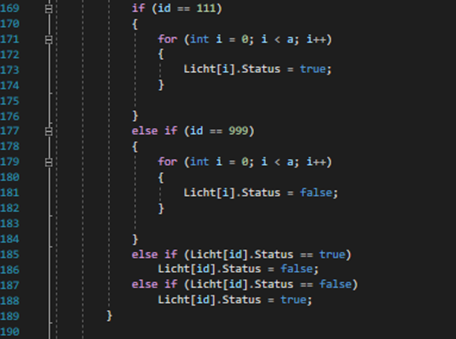 169 if (id == 111)
170 {
171 for (int i = 0; i < a; i++)
172 {
173 Licht[i].Status = true;
174 }
175
176 }
177 else if (id == 999)
178 {
179 for (int i = 0; i < a; i++)
180 {
181 Licht[i].Status = false;
182 }
183
184 }
185 else if (Licht[id].Status == true)
186 Licht[id].Status = false;
187 else if (Licht[id].Status == false)
188 Licht[id].Status = true;
189 }
190